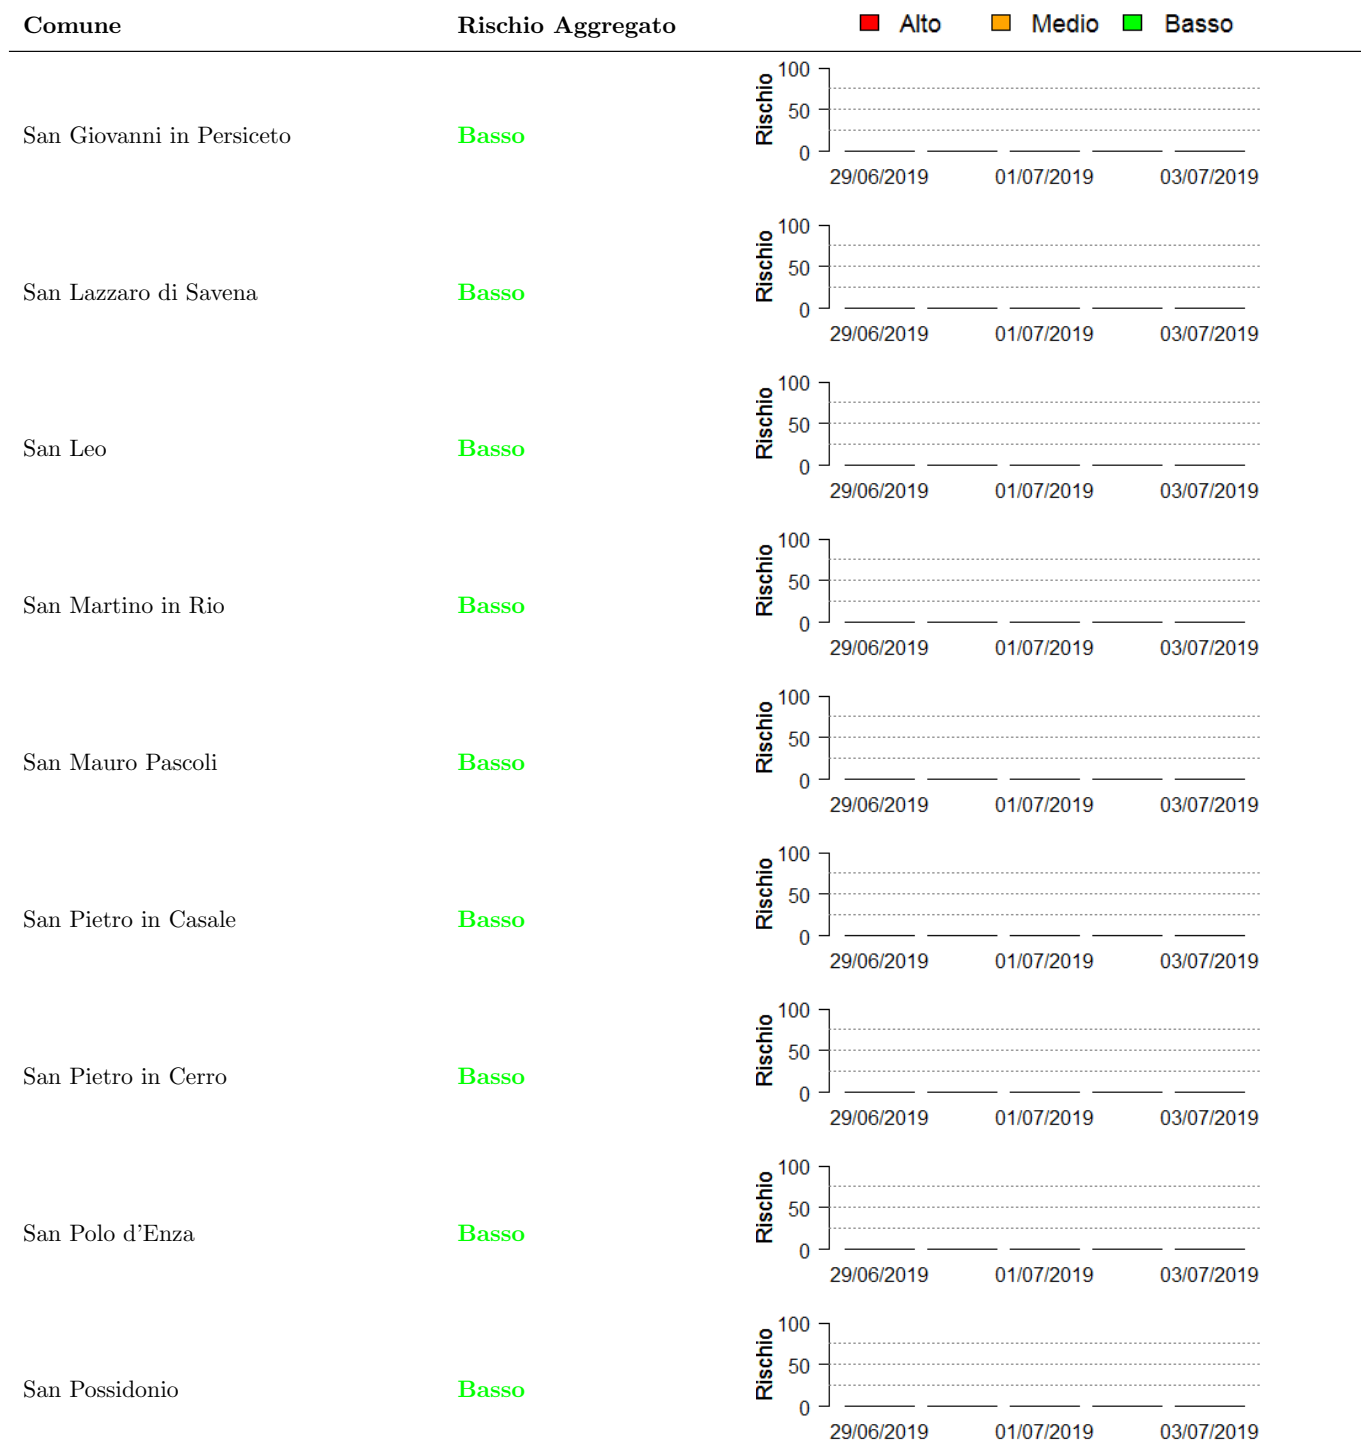 Comune Rischio Aggregato Alto Medio Basso
100
50
0
Rischio
San Giovanni in Persiceto Basso
29/06/2019 01/07/2019 03/07/2019
100
50
0
Rischio
San Lazzaro di Savena Basso
29/06/2019 01/07/2019 03/07/2019
100
50
0
Rischio
San Leo Basso
29/06/2019 01/07/2019 03/07/2019
100
50
0
Rischio
San Martino in Rio Basso
29/06/2019 01/07/2019 03/07/2019
100
50
0
Rischio
San Mauro Pascoli Basso
29/06/2019 01/07/2019 03/07/2019
100
50
0
Rischio
San Pietro in Casale Basso
29/06/2019 01/07/2019 03/07/2019
100
50
0
Rischio
San Pietro in Cerro Basso
29/06/2019 01/07/2019 03/07/2019
100
50
0
Rischio
San Polo d'Enza Basso
29/06/2019 01/07/2019 03/07/2019
100
50
0
Rischio
San Possidonio Basso
29/06/2019 01/07/2019 03/07/2019